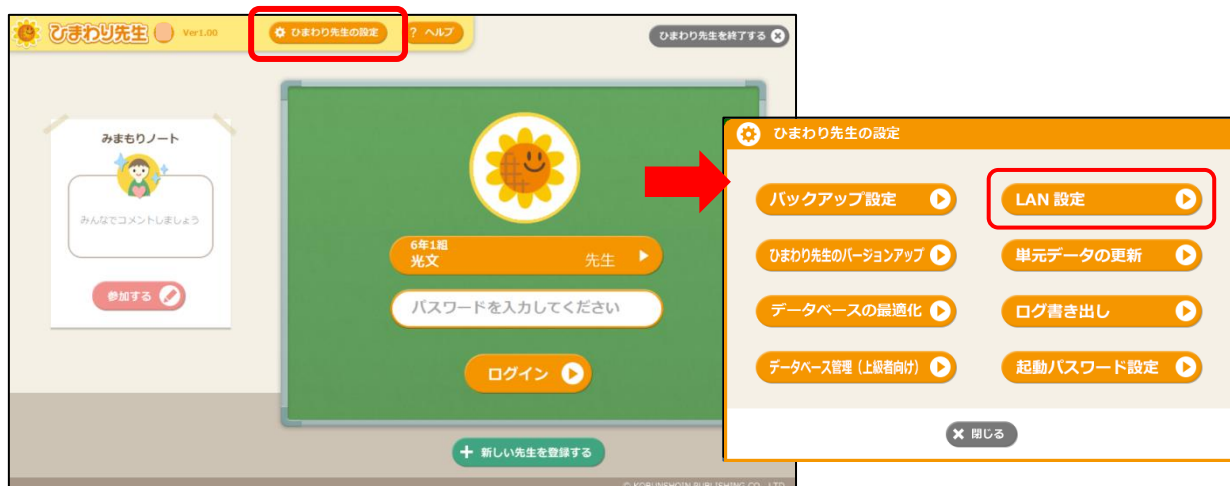 ひまわり先生 Ver1.00
ひまわり先生の設定
? ヘルプ
ひまわり先生を終了する
みまもりノート
みんなでコメントしましょう
参加する
6年1組
光文 先生
パスワードを入力してください
ログイン
新しい先生を登録する
© KOBUNSHOIN PUBLISHING CO., LTD
ひまわり先生の設定
バックアップ設定
LAN 設定
ひまわり先生のバージョンアップ
単元データの更新
データベースの最適化
ログ書き出し
データベース管理（上級者向け）
起動パスワード設定
閉じる